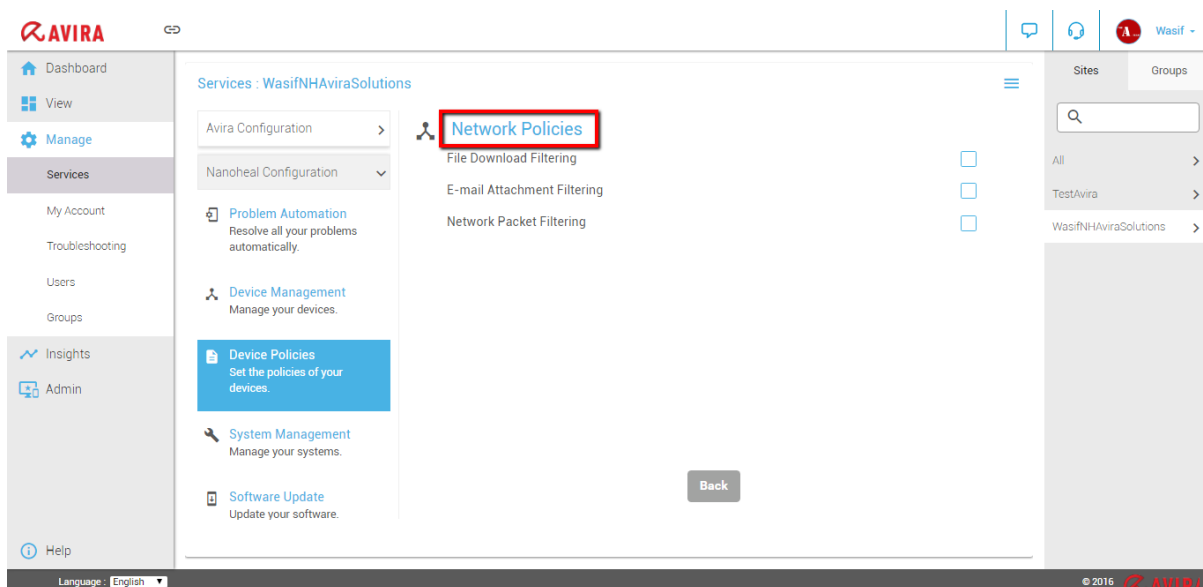 AVIRA
Wasif
Dashboard
View
Manage
Services
My Account
Troubleshooting
Users
Groups
Insights
Admin
Help
Services : WasifNHAviraSolutions
Avira Configuration
Nanoheal Configuration
Problem Automation
Resolve all your problems
automatically.
Device Management
Manage your devices.
Device Policies
Set the policies of your
devices.
System Management
Manage your systems.
Software Update
Update your software.
Network Policies
File Download Filtering
E-mail Attachment Filtering
Network Packet Filtering
Back
Sites Groups
All
TestAvira
WasifNHAviraSolutions
Language : English
© 2016 AVIRA